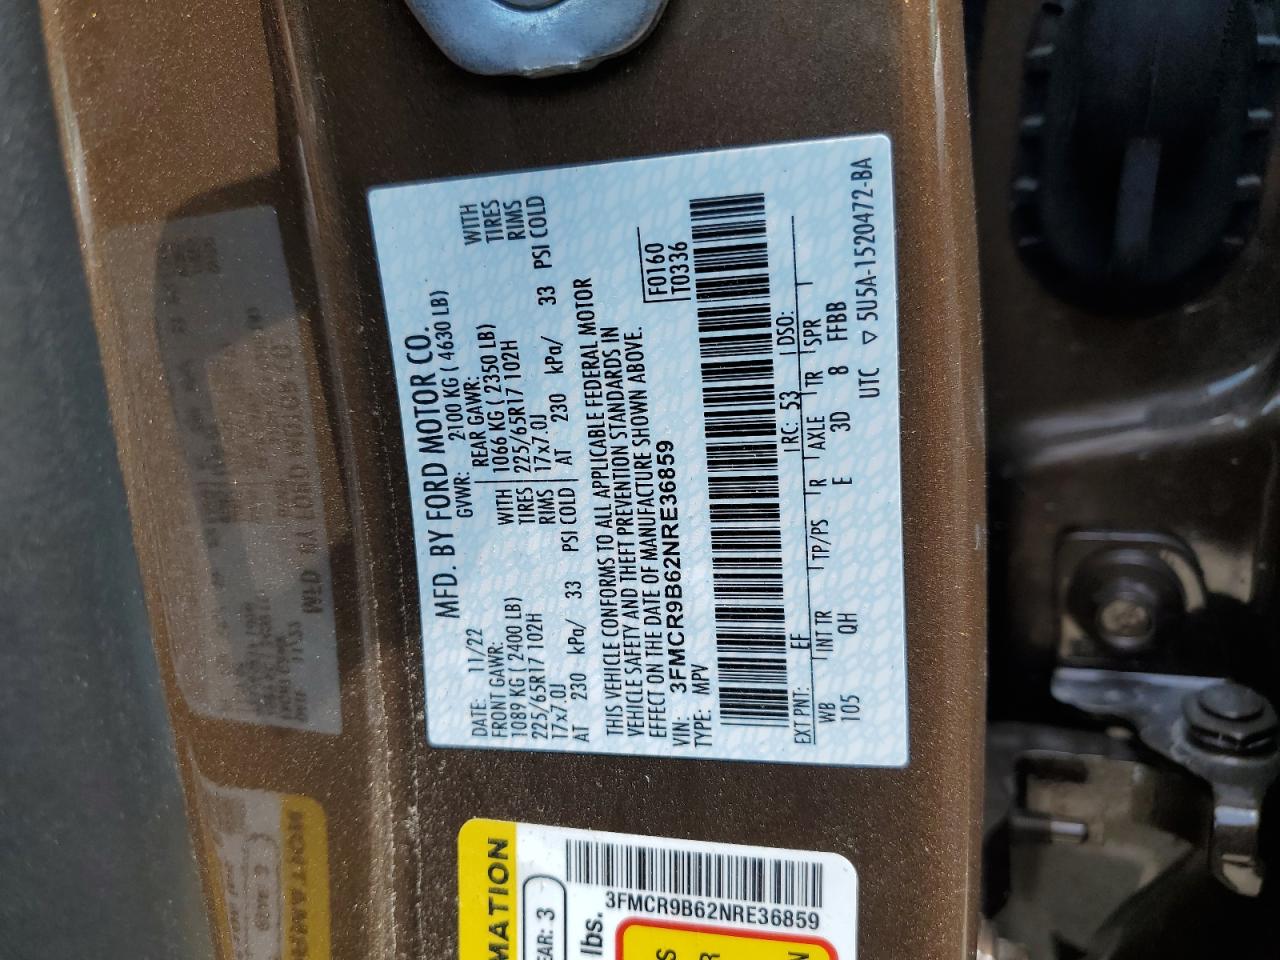 MFD. BY FORD MOTOR CO.
DATE: 11/22 GVWR: 2100 KG ( 4630 LB)
FRONT GAWR: REAR GAWR:
1089 KG ( 2400 LB) WITH 1066 KG ( 2350 LB) WITH
225/65R17 102H TIRES 225/65R17 102H TIRES
17x7.0J RIMS 17x7.0J RIMS
AT 230 kPa/ 33 PSI COLD AT 230 kPa/ 33 PSI COLD
THIS VEHICLE CONFORMS TO ALL APPLICABLE FEDERAL MOTOR
VEHICLE SAFETY AND THEFT PREVENTION STANDARDS IN
EFFECT ON THE DATE OF MANUFACTURE SHOWN ABOVE.
VIN: 3FMCR9B62NRE36859 F0160
TYPE: MPV T0336
EXT PNT: EF RC: 53 DSO:
WB INT TR TP/PS R AXLE TR SPR
105 QH E 3D 8 FFBB
UTC ▽ 5U5A-1520472-BA
MATION
EAR: 3
lbs.
3FMCR9B62NRE36859